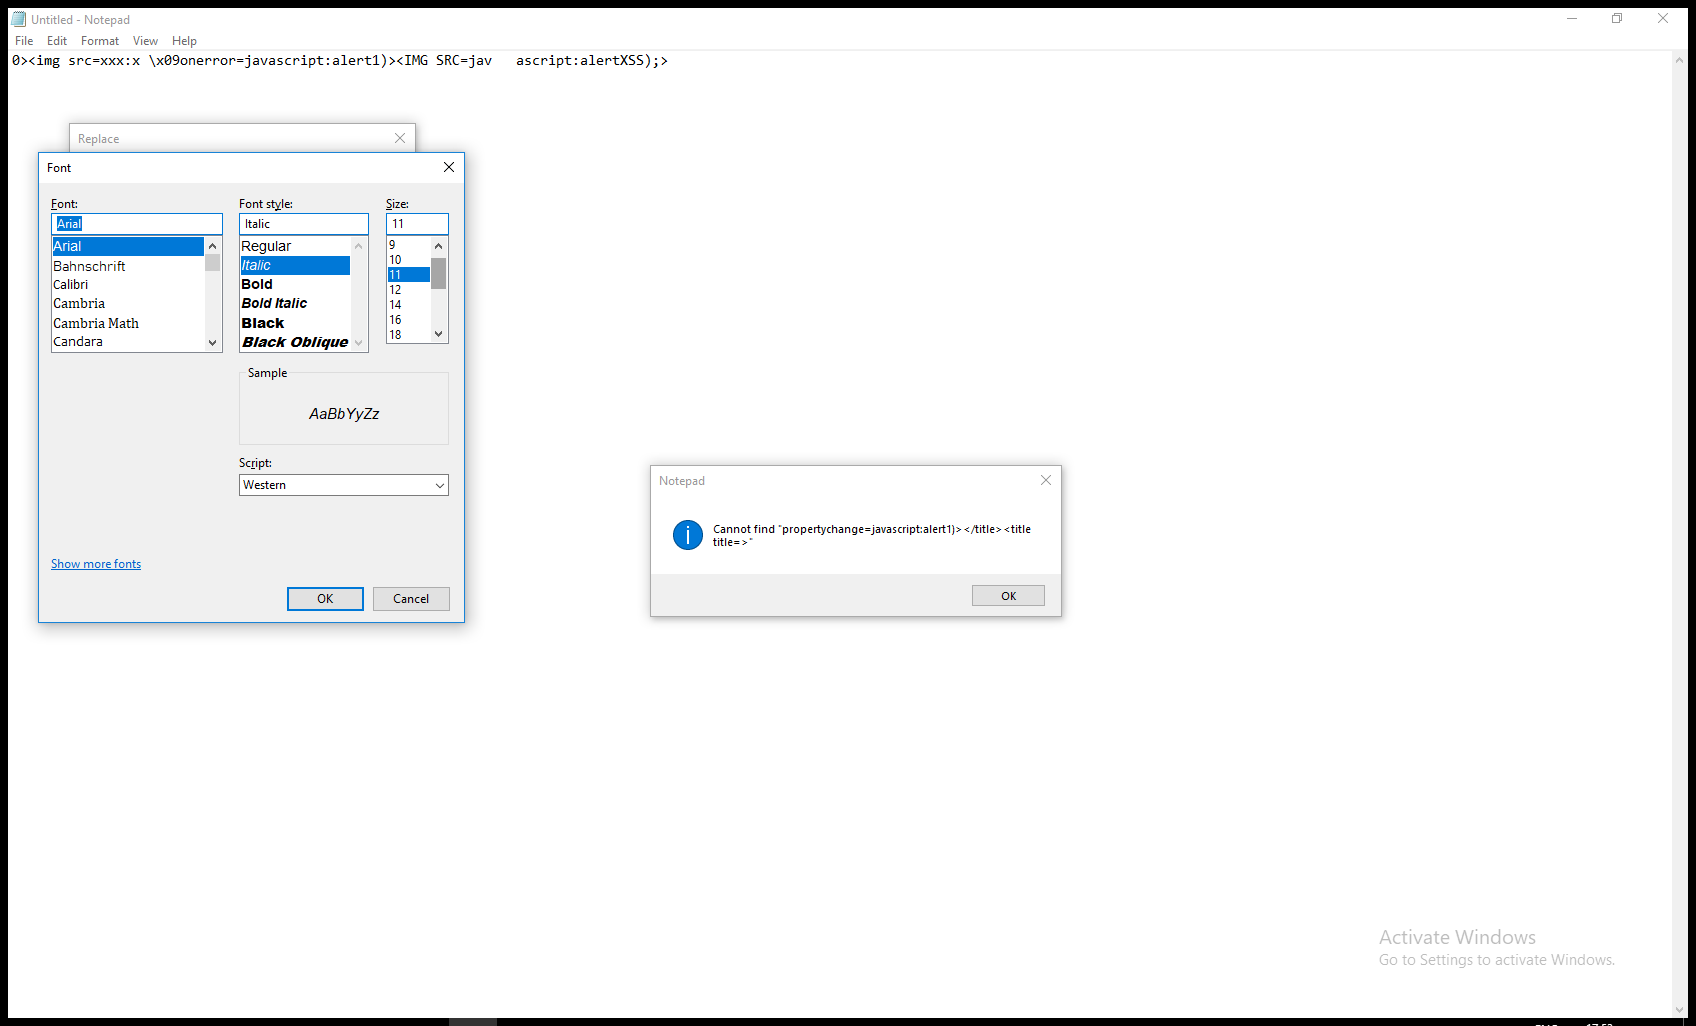 Untitled - Notepad
File Edit Format View Help
0><img src=xxx:x \x09onerror=javascript:alert1)><IMG SRC=jav   ascript:alertXSS);>
Replace
Font
Font: Font style: Size:
Arial Italic 11
Arial
Bahnschrift
Calibri
Cambria
Cambria Math
Candara
Regular
Italic
Bold
Bold Italic
Black
Black Oblique
9
10
11
12
14
16
18
Sample
AaBbYyZz
Script:
Western
Show more fonts
OK Cancel
Notepad
Cannot find "propertychange=javascript:alert1)></title><title
title=>"
OK
Activate Windows
Go to Settings to activate Windows.